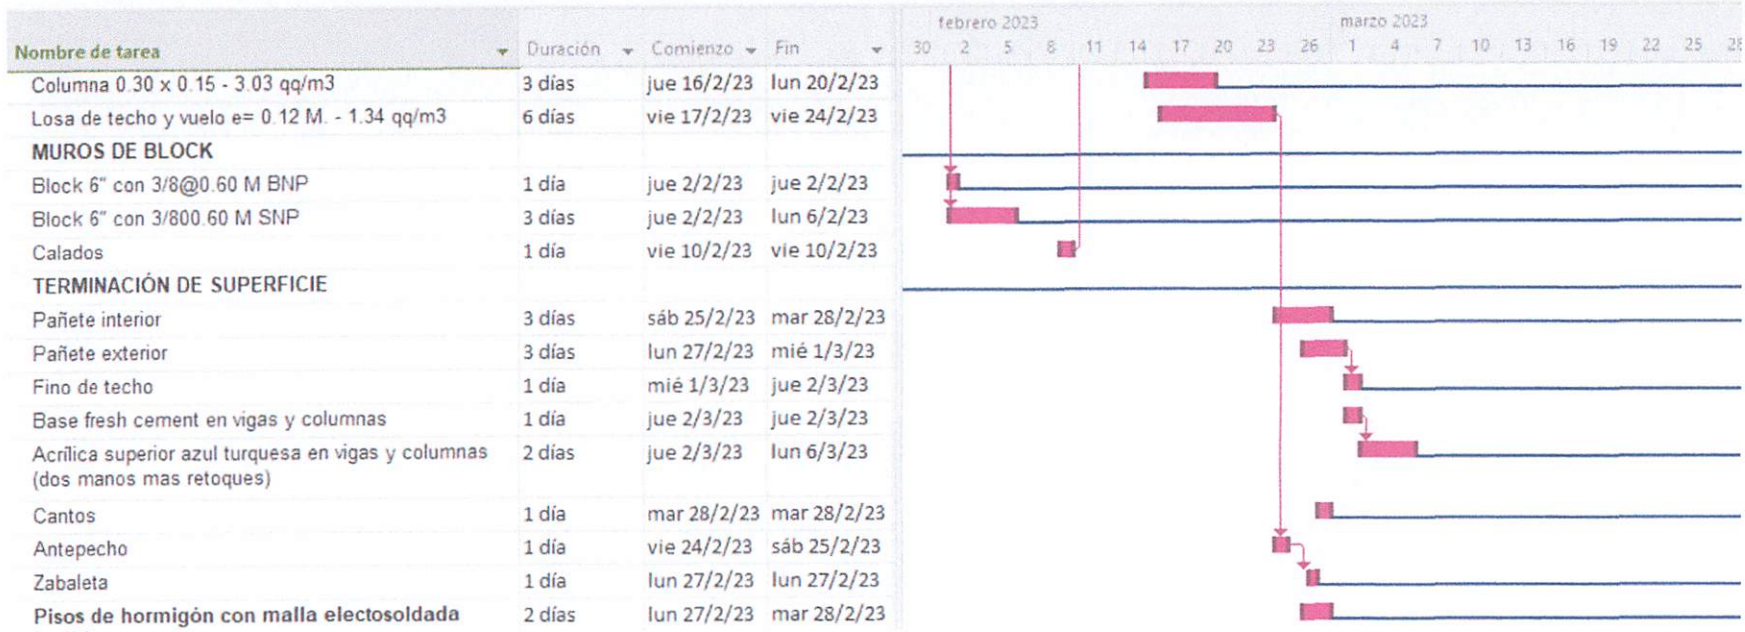 febrero 2023 marzo 2023
Nombre de tarea Duración Comienzo Fin 30 2 5 8 11 14 17 20 23 26 1 4 7 10 13 16 19 22 25 28
Columna 0.30 x 0.15 - 3.03 qq/m3 3 días jue 16/2/23 lun 20/2/23
Losa de techo y vuelo e= 0.12 M. - 1.34 qq/m3 6 días vie 17/2/23 vie 24/2/23
MUROS DE BLOCK
Block 6" con 3/8@0.60 M BNP 1 día jue 2/2/23 jue 2/2/23
Block 6" con 3/800.60 M SNP 3 días jue 2/2/23 lun 6/2/23
Calados 1 día vie 10/2/23 vie 10/2/23
TERMINACIÓN DE SUPERFICIE
Pañete interior 3 días sáb 25/2/23 mar 28/2/23
Pañete exterior 3 días lun 27/2/23 mié 1/3/23
Fino de techo 1 día mié 1/3/23 jue 2/3/23
Base fresh cement en vigas y columnas 1 día jue 2/3/23 jue 2/3/23
Acrílica superior azul turquesa en vigas y columnas 2 días jue 2/3/23 lun 6/3/23
(dos manos mas retoques)
Cantos 1 día mar 28/2/23 mar 28/2/23
Antepecho 1 día vie 24/2/23 sáb 25/2/23
Zabaleta 1 día lun 27/2/23 lun 27/2/23
Pisos de hormigón con malla electosoldada 2 días lun 27/2/23 mar 28/2/23